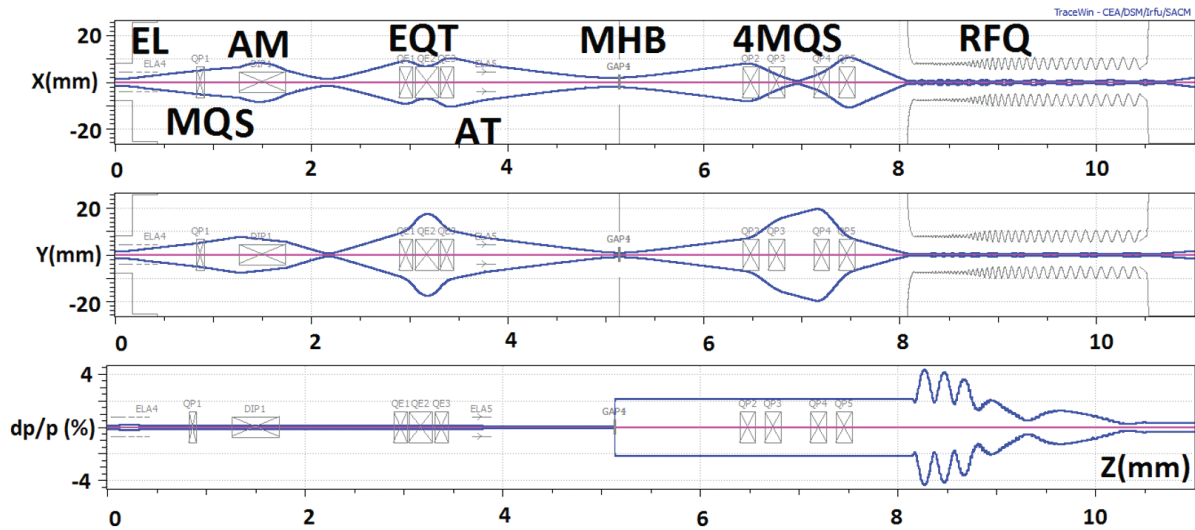 TraceWin - CEA/DSM/Irfu/SACM
20
EL AM EQT MHB 4MQS RFQ
ELA4 QP1 DIP1 QE1 QE2 QE3 ELA5 GAP4 QP2 QP3 QP4 QP5
X(mm)
MQS AT
-20
0 2 4 6 8 10
20
ELA4 QP1 DIP1 QE1 QE2 QE3 ELA5 GAP4 QP2 QP3 QP4 QP5
Y(mm)
-20
0 2 4 6 8 10
4
ELA4 QP1 DIP1 QE1 QE2 QE3 ELA5 GAP4 QP2 QP3 QP4 QP5
dp/p (%)
-4
Z(mm)
0 2 4 6 8 10